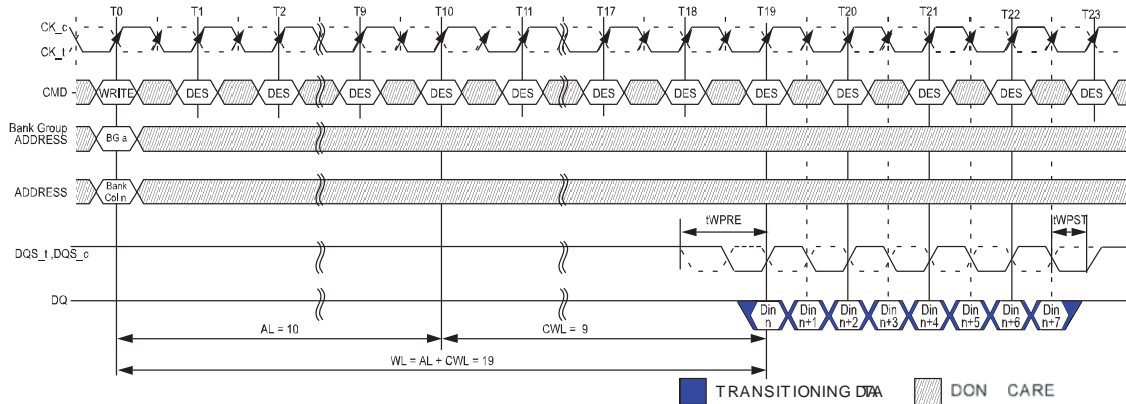 T0 T1 T2 T9 T10 T11 T17 T18 T19 T20 T21 T22 T23
CK_c
CK_t
CMD WRITE DES DES DES DES DES DES DES DES DES DES DES DES
Bank Group
ADDRESS
BG a
ADDRESS
Bank
Col n
tWPRE tWPST
DQS_t ,DQS_c
DQ
Din
n
Din
n+1
Din
n+2
Din
n+3
Din
n+4
Din
n+5
Din
n+6
Din
n+7
AL = 10 CWL = 9
WL = AL + CWL = 19
TRANSITIONING DATA DON CARE